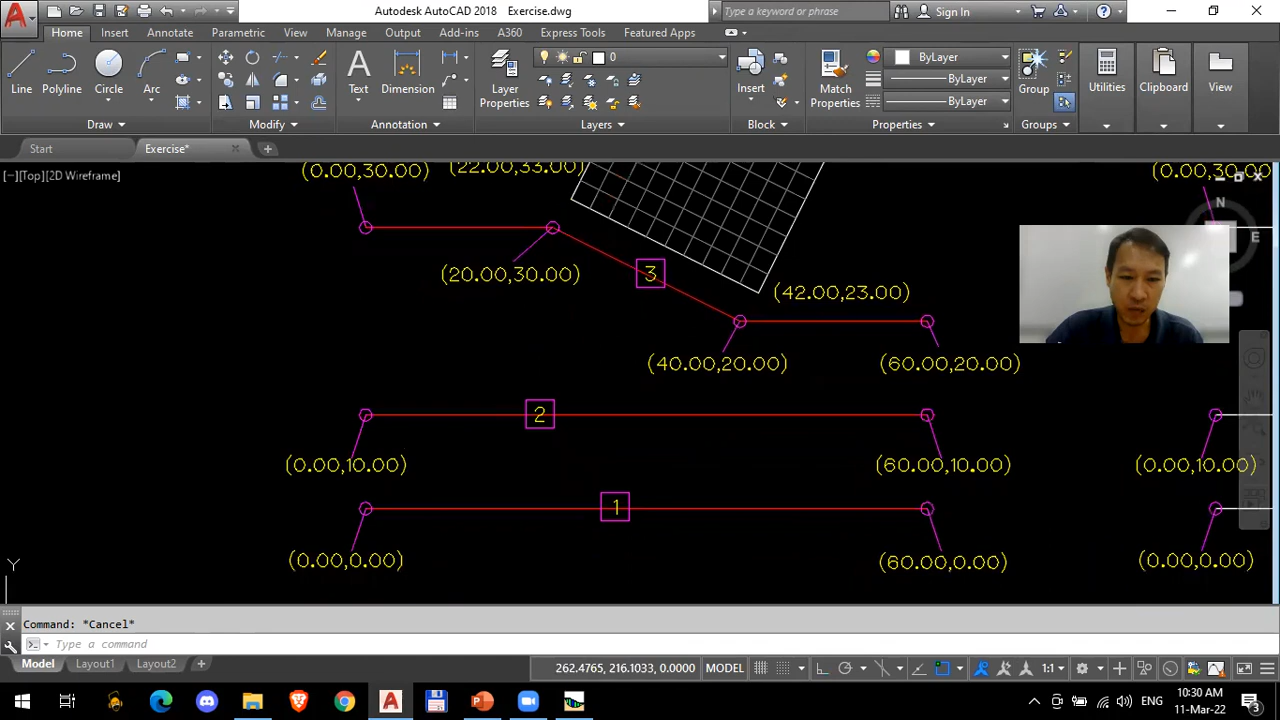 Autodesk AutoCAD 2018 Exercise.dwg
Type a keyword or phrase
Sign In
Home Insert Annotate Parametric View Manage Output Add-ins A360 Express Tools Featured Apps
0
ByLayer
ByLayer
ByLayer
Line Polyline Circle Arc Text Dimension Layer Properties Insert Match Properties Group Utilities Clipboard View
Draw Modify Annotation Layers Block Properties Groups
Start Exercise*
[−][Top][2D Wireframe]
(0.00,30.00)
(22.00,33.00)
(0.00,30.00)
N
E
3
(20.00,30.00)
(42.00,23.00)
(40.00,20.00)
(60.00,20.00)
2
(0.00,10.00)
(60.00,10.00)
(0.00,10.00)
1
(0.00,0.00)
(60.00,0.00)
(0.00,0.00)
Y
Command: *Cancel*
Type a command
Model Layout1 Layout2
262.4765, 216.1033, 0.0000 MODEL 1:1
ENG
10:30 AM
11-Mar-22
3